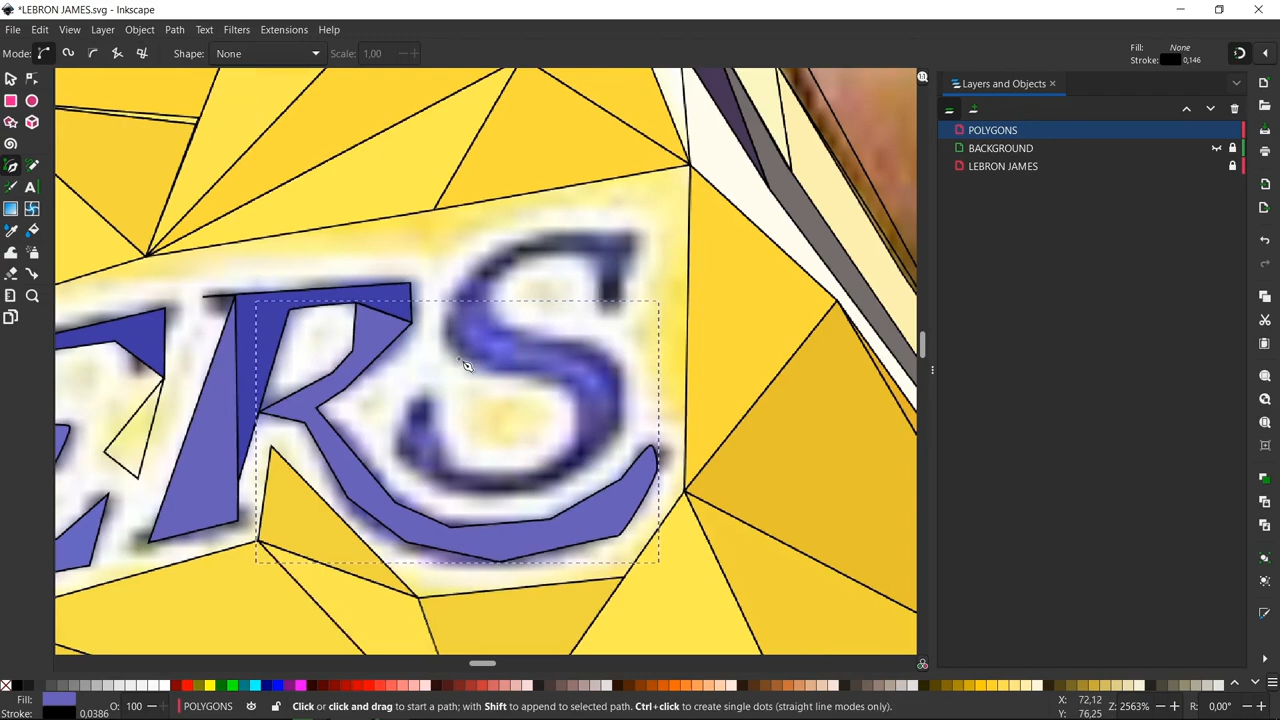 *LEBRON JAMES.svg - Inkscape
File Edit View Layer Object Path Text Filters Extensions Help
Mode: Shape: None Scale: 1,00 Fill: None
Stroke: 0,146
Layers and Objects
POLYGONS
BACKGROUND
LEBRON JAMES
ERS
Fill:
Stroke: 0,0386
O: 100
POLYGONS
Click or click and drag to start a path; with Shift to append to selected path. Ctrl+click to create single dots (straight line modes only).
X: 72,12
Y: 76,25
Z: 2563%
R: 0,00°